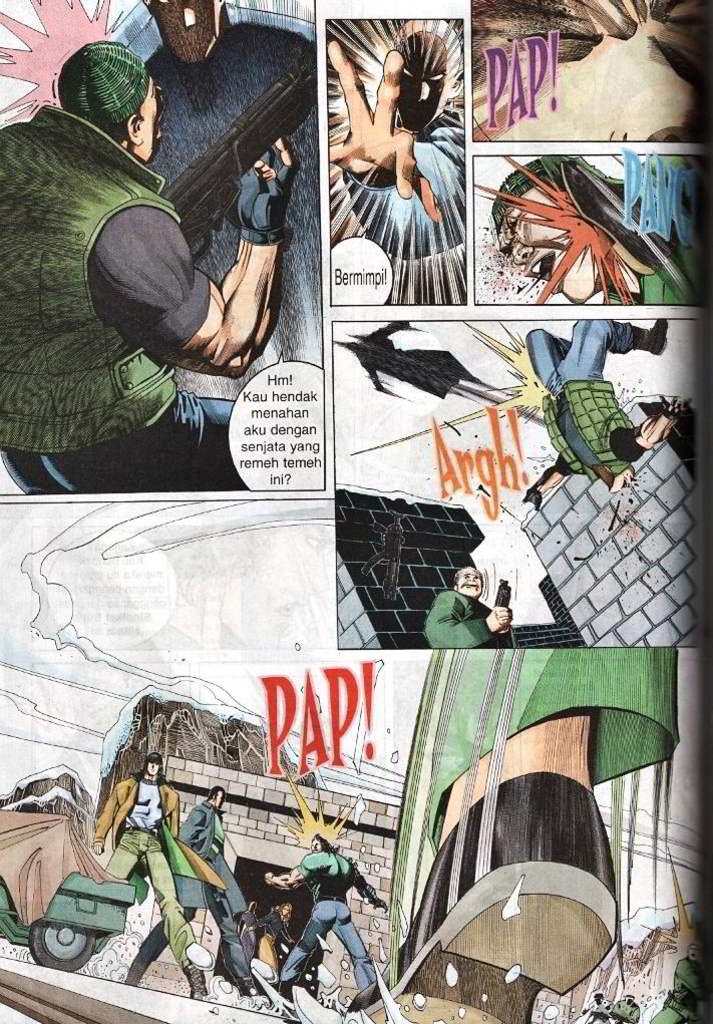 Hm!
Kau hendak
menahan
aku dengan
senjata yang
remeh temeh
ini?
Bermimpi!
PAP!
PANG
Argh!
PAP!